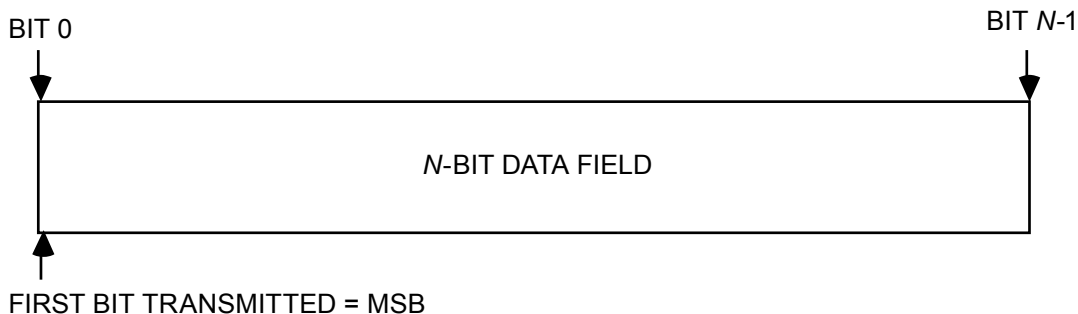 BIT 0
BIT N-1
N-BIT DATA FIELD
FIRST BIT TRANSMITTED = MSB